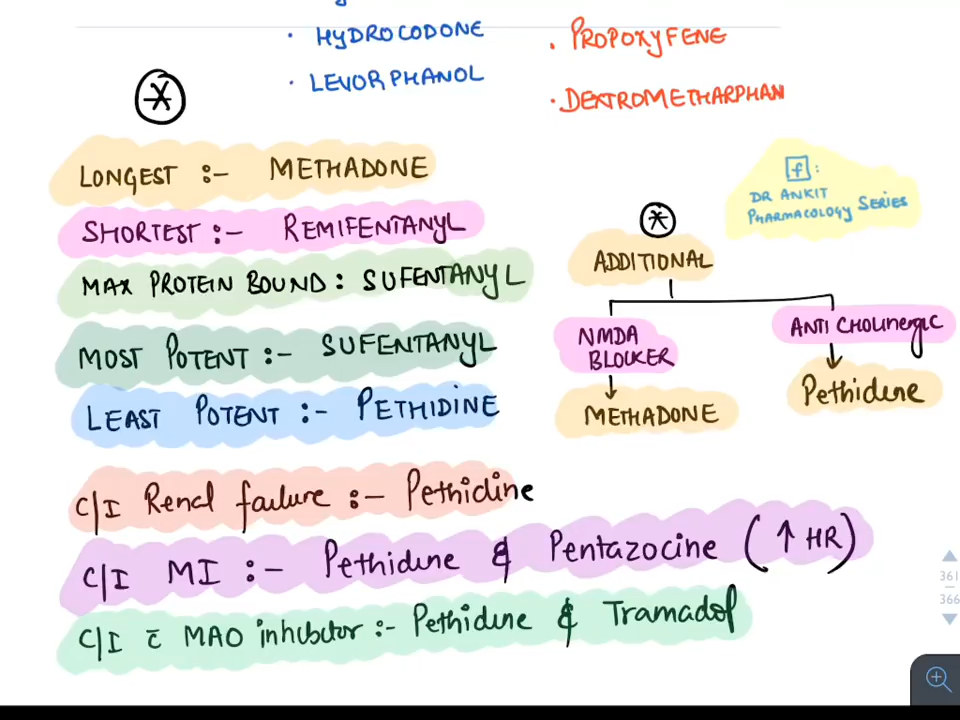 · HYDROCODONE
· LEVORPHANOL
· PROPOXYFENE
· DEXTROMETHARPHAN
LONGEST :- METHADONE
SHORTEST :- REMIFENTANYL
MAX PROTEIN BOUND : SUFENTANYL
MOST POTENT :- SUFENTANYL
LEAST POTENT :- PETHIDINE
C/I Renal failure :- Pethidine
C/I MI :- Pethidine & Pentazocine (↑ HR)
C/I c̄ MAO inhibitor :- Pethidine & Tramadol
f :
DR ANKIT
PHARMACOLOGY SERIES
ADDITIONAL
NMDA
BLOCKER
METHADONE
ANTI CHOLINERGIC
Pethidene
361
366